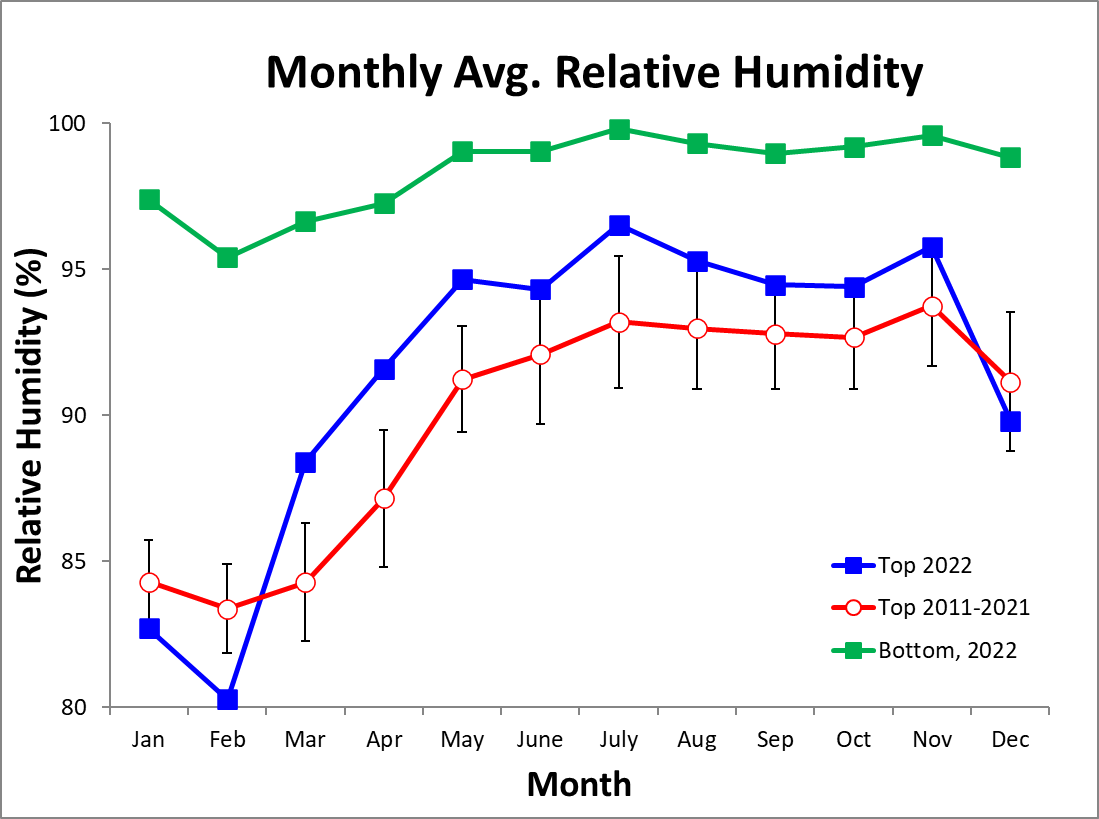 Monthly Avg. Relative Humidity
100
95
90
85
80
Relative Humidity (%)
Top 2022
Top 2011-2021
Bottom, 2022
Jan Feb Mar Apr May June July Aug Sep Oct Nov Dec
Month